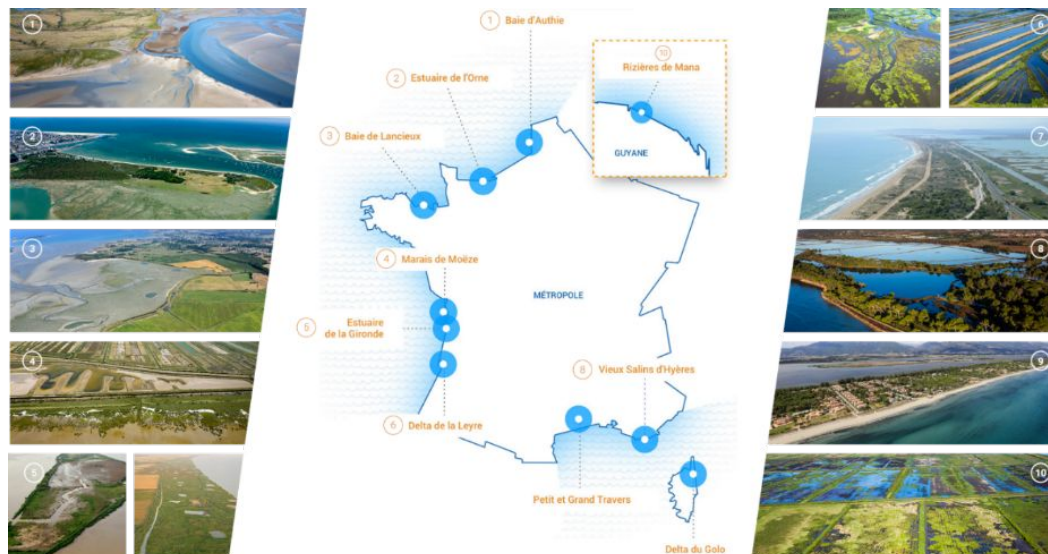 1
2
3
4
5
1 Baie d'Authie
2 Estuaire de l'Orne
3 Baie de Lancieux
10
Rizières de Mana
GUYANE
4 Marais de Moëze
MÉTROPOLE
5 Estuaire
de la Gironde
8 Vieux Salins d'Hyères
6 Delta de la Leyre
Petit et Grand Travers
Delta du Golo
6
7
8
9
10